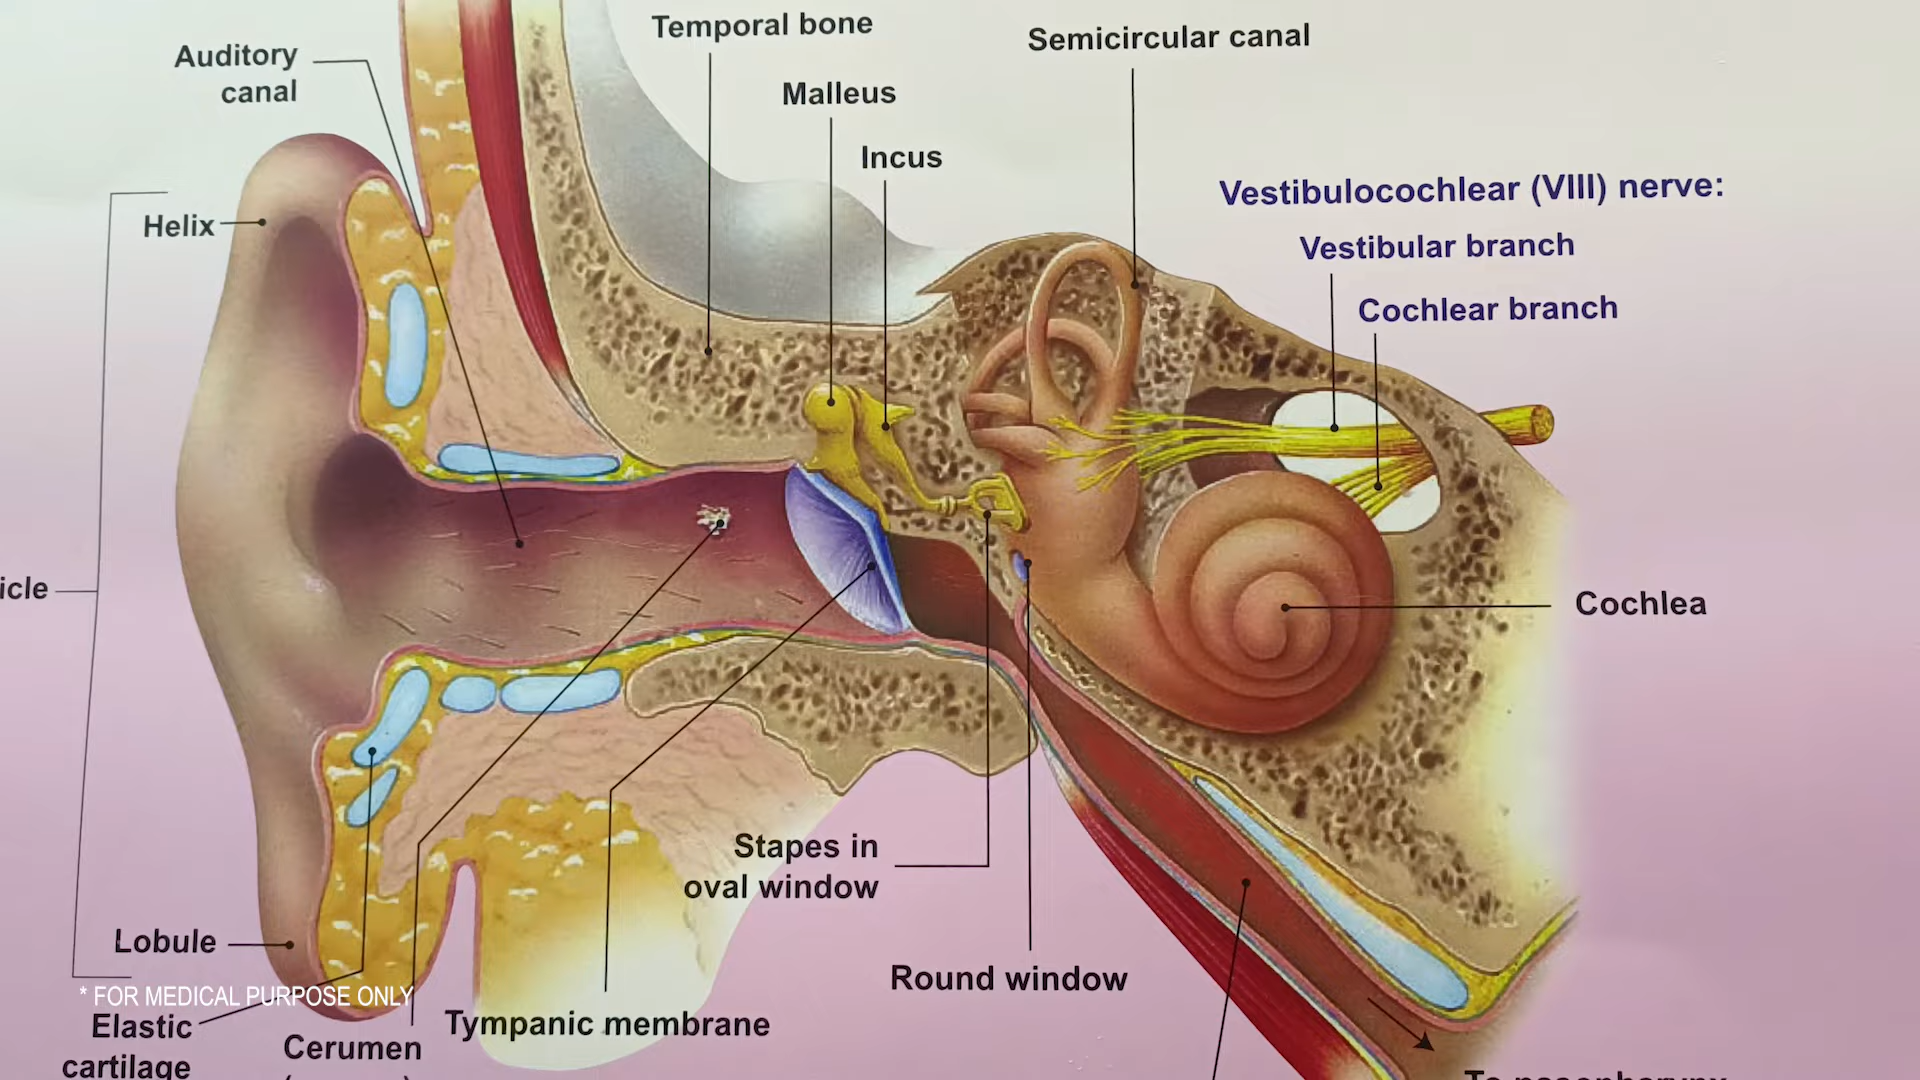 Temporal bone
Semicircular canal
Auditory
canal
Malleus
Incus
Vestibulocochlear (VIII) nerve:
Vestibular branch
Cochlear branch
Helix
icle
Cochlea
Stapes in
oval window
Lobule
Round window
* FOR MEDICAL PURPOSE ONLY
Elastic
cartilage
Cerumen
Tympanic membrane